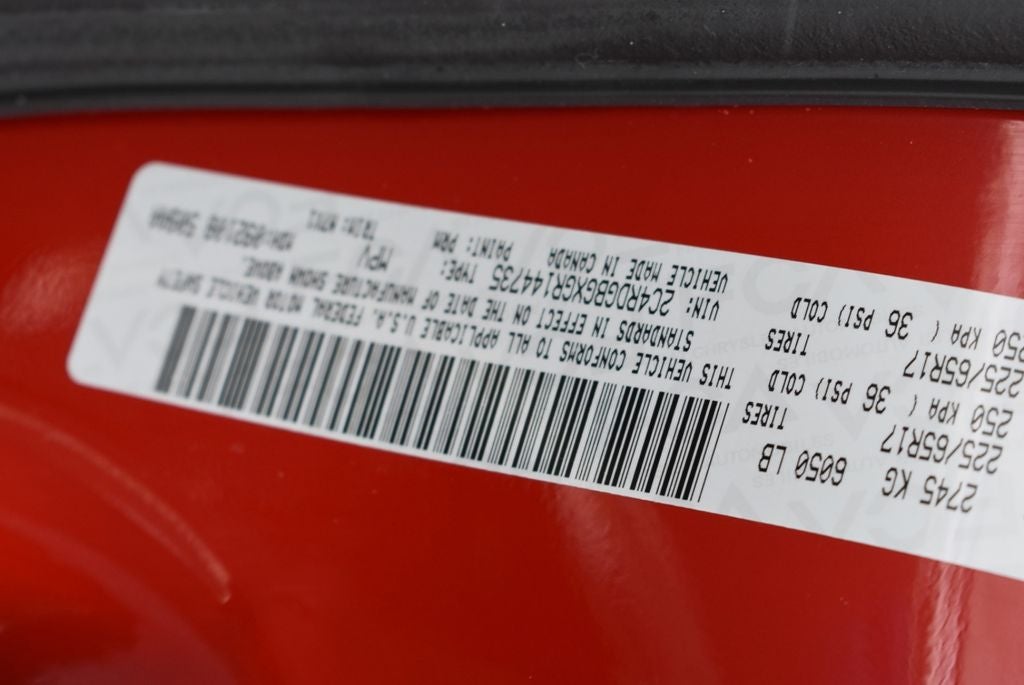 2745 KG 6050 LB
225/65R17 TIRES
250 KPA ( 36 PSI) COLD
225/65R17 TIRES
250 KPA ( 36 PSI) COLD
THIS VEHICLE CONFORMS TO ALL APPLICABLE U.S.A. FEDERAL MOTOR VEHICLE SAFETY
STANDARDS IN EFFECT ON THE DATE OF MANUFACTURE SHOWN ABOVE.
VIN: 2C4RDGBGXGR144735 TYPE: MPV
VEHICLE MADE IN CANADA PAINT: PRM TRIM: